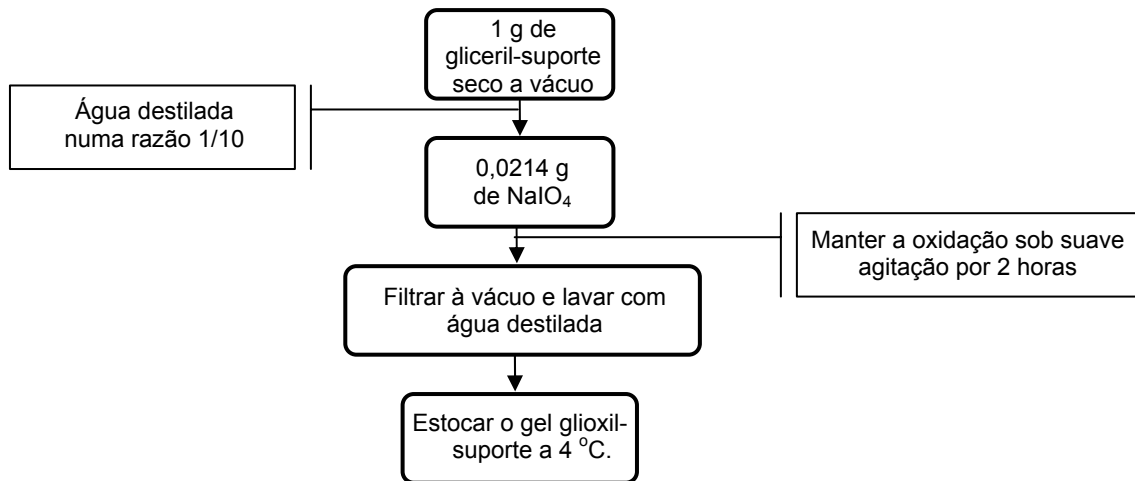 1 g de
gliceril-suporte
seco a vácuo
Água destilada
numa razão 1/10
0,0214 g
de NaIO₄
Manter a oxidação sob suave
agitação por 2 horas
Filtrar à vácuo e lavar com
água destilada
Estocar o gel glioxil-
suporte a 4 °C.